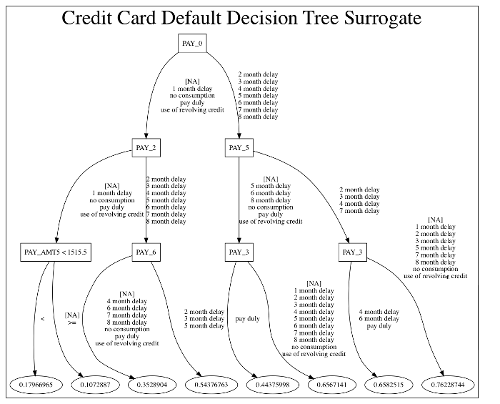 Credit Card Default Decision Tree Surrogate
PAY_0
[NA]
1 month delay
no consumption
pay duly
use of revolving credit
2 month delay
3 month delay
4 month delay
5 month delay
6 month delay
7 month delay
8 month delay
PAY_2
PAY_5
[NA]
1 month delay
no consumption
pay duly
use of revolving credit
2 month delay
3 month delay
4 month delay
5 month delay
6 month delay
7 month delay
8 month delay
[NA]
5 month delay
6 month delay
8 month delay
no consumption
pay duly
use of revolving credit
2 month delay
3 month delay
4 month delay
7 month delay
[NA]
1 month delay
2 month delay
3 month delay
5 month delay
7 month delay
8 month delay
no consumption
use of revolving credit
PAY_AMT5 < 1515.5
PAY_6
PAY_3
PAY_3
<
[NA]
>=
[NA]
4 month delay
6 month delay
7 month delay
8 month delay
no consumption
pay duly
use of revolving credit
2 month delay
3 month delay
5 month delay
pay duly
[NA]
1 month delay
2 month delay
3 month delay
4 month delay
5 month delay
6 month delay
7 month delay
8 month delay
no consumption
use of revolving credit
4 month delay
6 month delay
pay duly
0.17966965
0.1072887
0.3528904
0.54376763
0.44375998
0.6567141
0.6582515
0.76228744